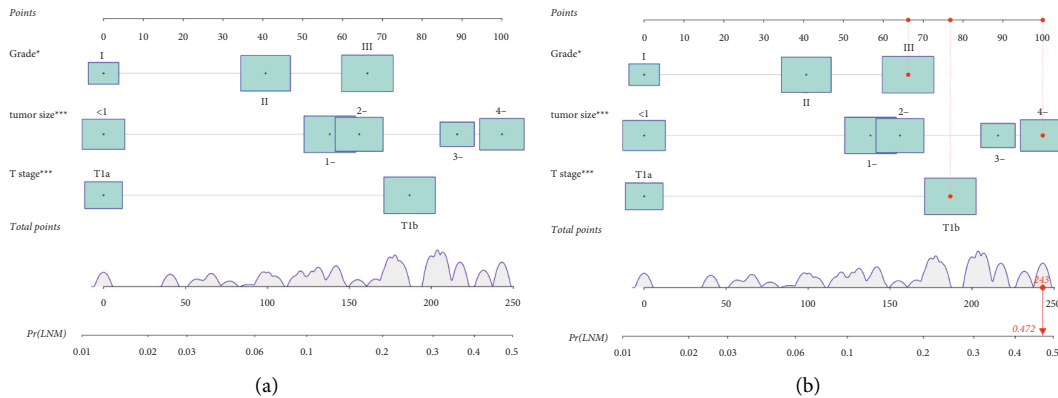 Points
0 10 20 30 40 50 60 70 80 90 100
Grade*
I
II
III
tumor size***
<1
1–
2–
3–
4–
T stage***
T1a
T1b
Total points
0 50 100 150 200 250
Pr(LNM)
0.01 0.02 0.03 0.06 0.1 0.2 0.3 0.4 0.5
(a)
Points
0 10 20 30 40 50 60 70 80 90 100
Grade*
I
II
III
tumor size***
<1
1–
2–
3–
4–
T stage***
T1a
T1b
Total points
243
0 50 100 150 200 250
0.472
Pr(LNM)
0.01 0.02 0.03 0.06 0.1 0.2 0.3 0.4 0.5
(b)